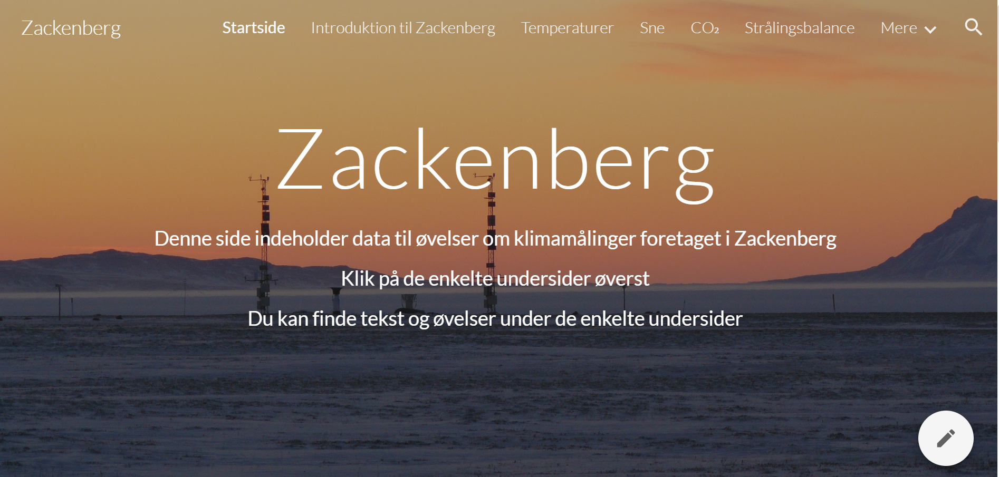 Zackenberg
Startside
Introduktion til Zackenberg
Temperaturer
Sne
CO₂
Strålingsbalance
Mere
Zackenberg
Denne side indeholder data til øvelser om klimamålinger foretaget i Zackenberg
Klik på de enkelte undersider øverst
Du kan finde tekst og øvelser under de enkelte undersider